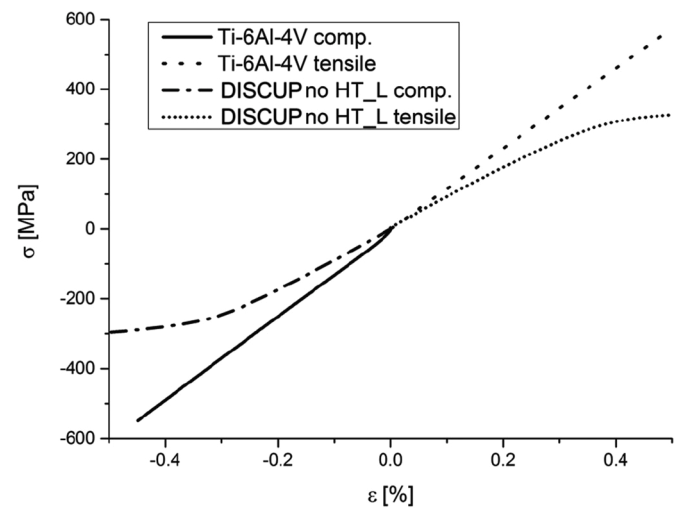 600
400
200
0
-200
-400
-600
σ [MPa]
Ti-6Al-4V comp.
Ti-6Al-4V tensile
DISCUP no HT_L comp.
DISCUP no HT_L tensile
-0.4 -0.2 0.0 0.2 0.4
ε [%]